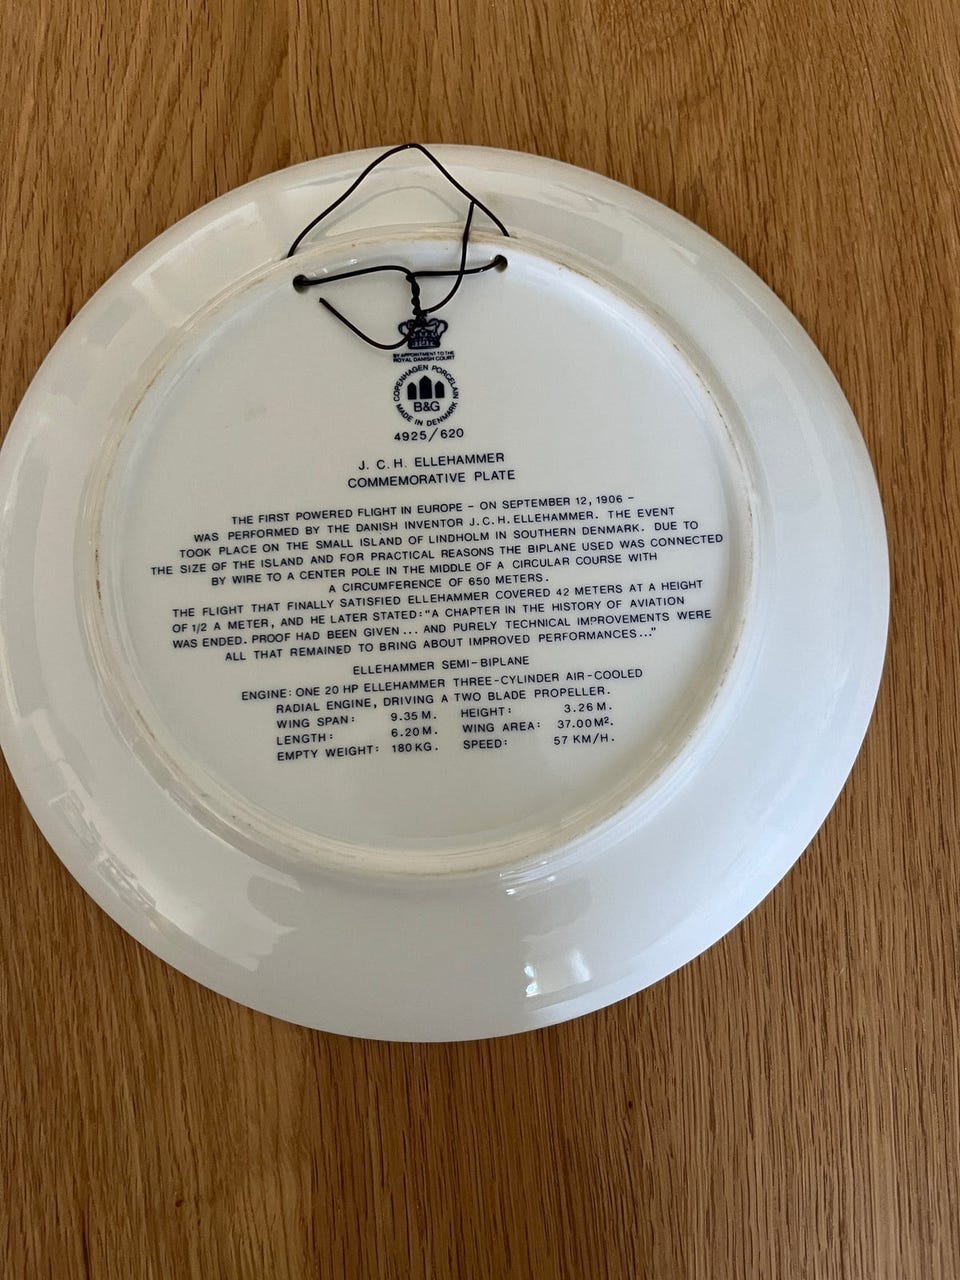 BY APPOINTMENT TO THE
ROYAL DANISH COURT
COPENHAGEN PORCELAIN
B&G
MADE IN DENMARK
4925/620
J. C. H. ELLEHAMMER
COMMEMORATIVE PLATE
THE FIRST POWERED FLIGHT IN EUROPE - ON SEPTEMBER 12, 1906 -
WAS PERFORMED BY THE DANISH INVENTOR J. C. H. ELLEHAMMER. THE EVENT
TOOK PLACE ON THE SMALL ISLAND OF LINDHOLM IN SOUTHERN DENMARK. DUE TO
THE SIZE OF THE ISLAND AND FOR PRACTICAL REASONS THE BIPLANE USED WAS CONNECTED
BY WIRE TO A CENTER POLE IN THE MIDDLE OF A CIRCULAR COURSE WITH
A CIRCUMFERENCE OF 650 METERS.
THE FLIGHT THAT FINALLY SATISFIED ELLEHAMMER COVERED 42 METERS AT A HEIGHT
OF 1/2 A METER, AND HE LATER STATED: "A CHAPTER IN THE HISTORY OF AVIATION
WAS ENDED. PROOF HAD BEEN GIVEN ... AND PURELY TECHNICAL IMPROVEMENTS WERE
ALL THAT REMAINED TO BRING ABOUT IMPROVED PERFORMANCES..."
ELLEHAMMER SEMI-BIPLANE
ENGINE: ONE 20 HP ELLEHAMMER THREE-CYLINDER AIR-COOLED
RADIAL ENGINE, DRIVING A TWO BLADE PROPELLER.
WING SPAN: 9.35 M. HEIGHT: 3.26 M.
LENGTH: 6.20 M. WING AREA: 37.00 M².
EMPTY WEIGHT: 180 KG. SPEED: 57 KM/H.